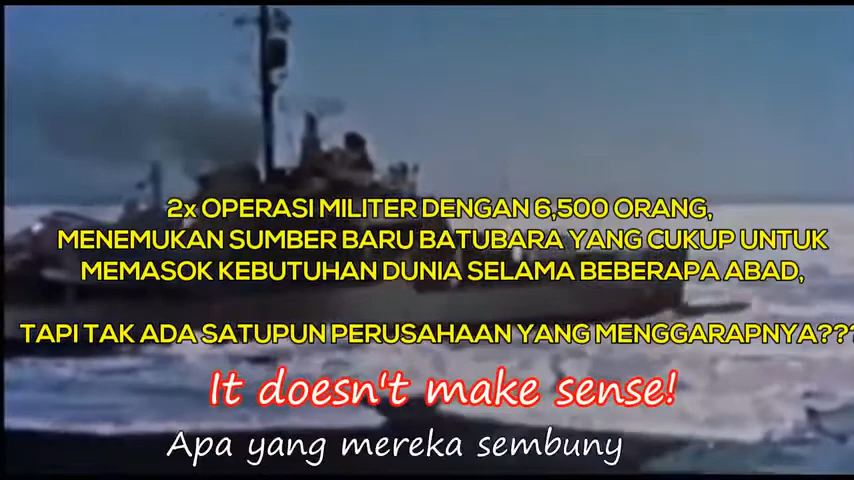 2x OPERASI MILITER DENGAN 6,500 ORANG,
MENEMUKAN SUMBER BARU BATUBARA YANG CUKUP UNTUK
MEMASOK KEBUTUHAN DUNIA SELAMA BEBERAPA ABAD,
TAPI TAK ADA SATUPUN PERUSAHAAN YANG MENGGARAPNYA???
It doesn't make sense!
Apa yang mereka sembuny